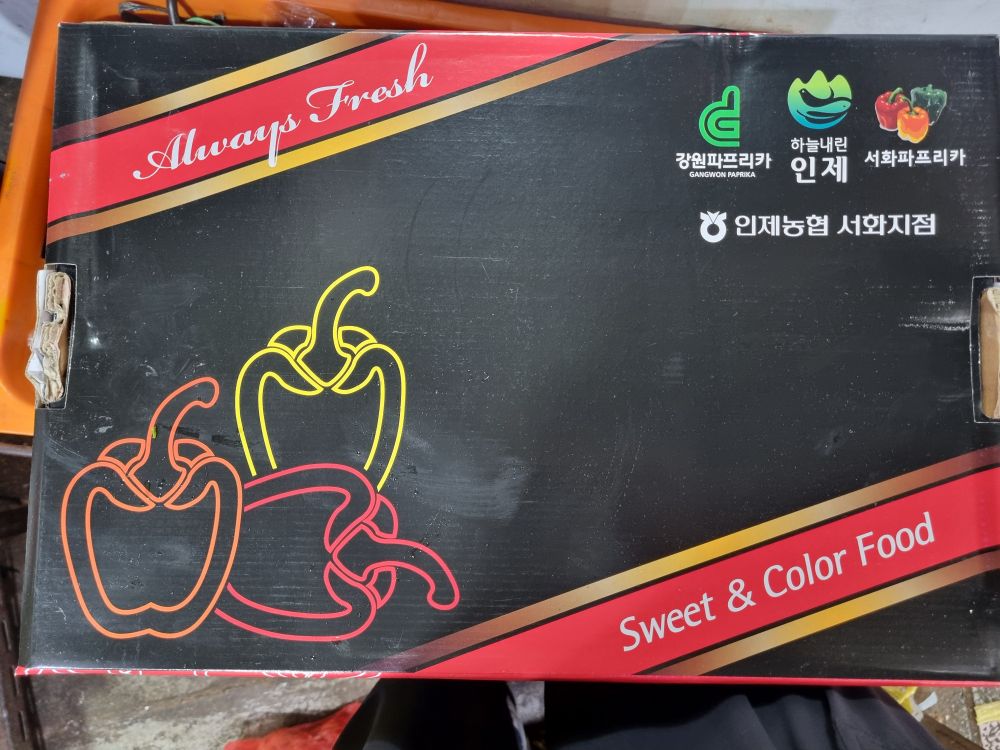 Always Fresh
강원파프리카
GANGWON PAPRIKA
하늘내린
인제
서화파프리카
인제농협 서화지점
Sweet & Color Food